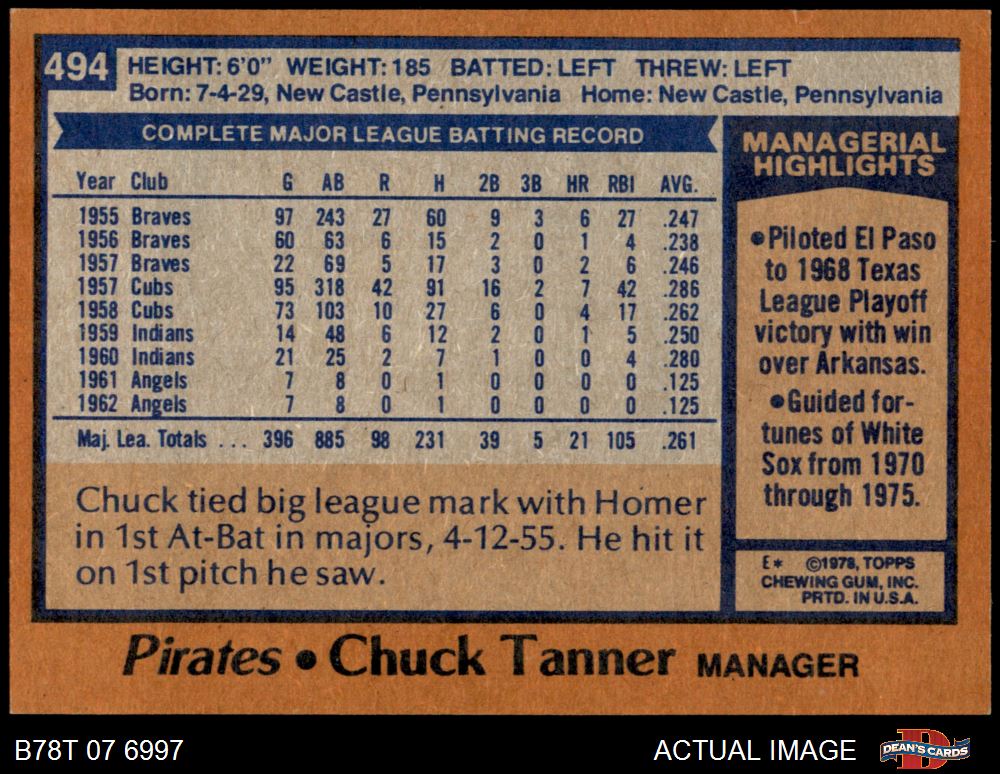 494
HEIGHT: 6'0" WEIGHT: 185 BATTED: LEFT THREW: LEFT
Born: 7-4-29, New Castle, Pennsylvania Home: New Castle, Pennsylvania
COMPLETE MAJOR LEAGUE BATTING RECORD
Year Club G AB R H 2B 3B HR RBI AVG.
1955 Braves 97 243 27 60 9 3 6 27 .247
1956 Braves 60 63 6 15 2 0 1 4 .238
1957 Braves 22 69 5 17 3 0 2 6 .246
1957 Cubs 95 318 42 91 16 2 7 42 .286
1958 Cubs 73 103 10 27 6 0 4 17 .262
1959 Indians 14 48 6 12 2 0 1 5 .250
1960 Indians 21 25 2 7 1 0 0 4 .280
1961 Angels 7 8 0 1 0 0 0 0 .125
1962 Angels 7 8 0 1 0 0 0 0 .125
Maj. Lea. Totals ... 396 885 98 231 39 5 21 105 .261
Chuck tied big league mark with Homer
in 1st At-Bat in majors, 4-12-55. He hit it
on 1st pitch he saw.
MANAGERIAL
HIGHLIGHTS
•Piloted El Paso
to 1968 Texas
League Playoff
victory with win
over Arkansas.
•Guided for-
tunes of White
Sox from 1970
through 1975.
E* ©1978, TOPPS
CHEWING GUM, INC.
PRTD. IN U.S.A.
Pirates • Chuck Tanner MANAGER
B78T 07 6997 ACTUAL IMAGE DEAN'S CARDS